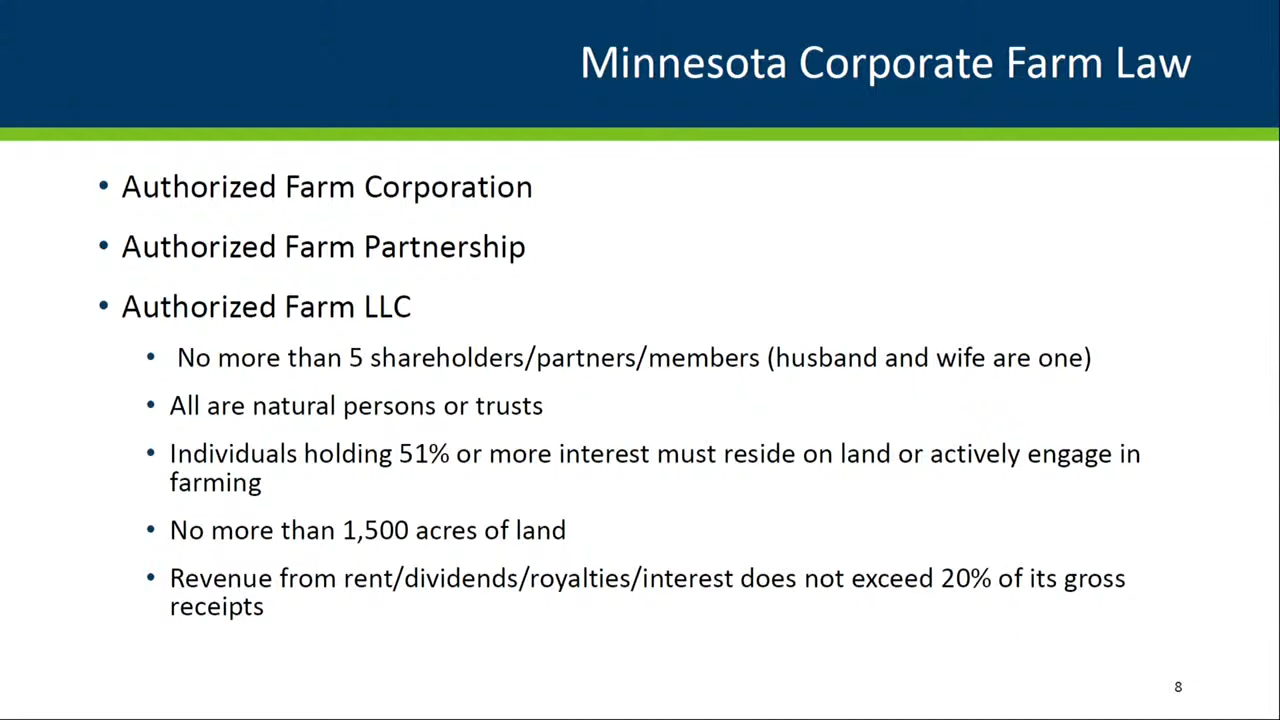 Minnesota Corporate Farm Law
• Authorized Farm Corporation
• Authorized Farm Partnership
• Authorized Farm LLC
• No more than 5 shareholders/partners/members (husband and wife are one)
• All are natural persons or trusts
• Individuals holding 51% or more interest must reside on land or actively engage in
farming
• No more than 1,500 acres of land
• Revenue from rent/dividends/royalties/interest does not exceed 20% of its gross
receipts
8